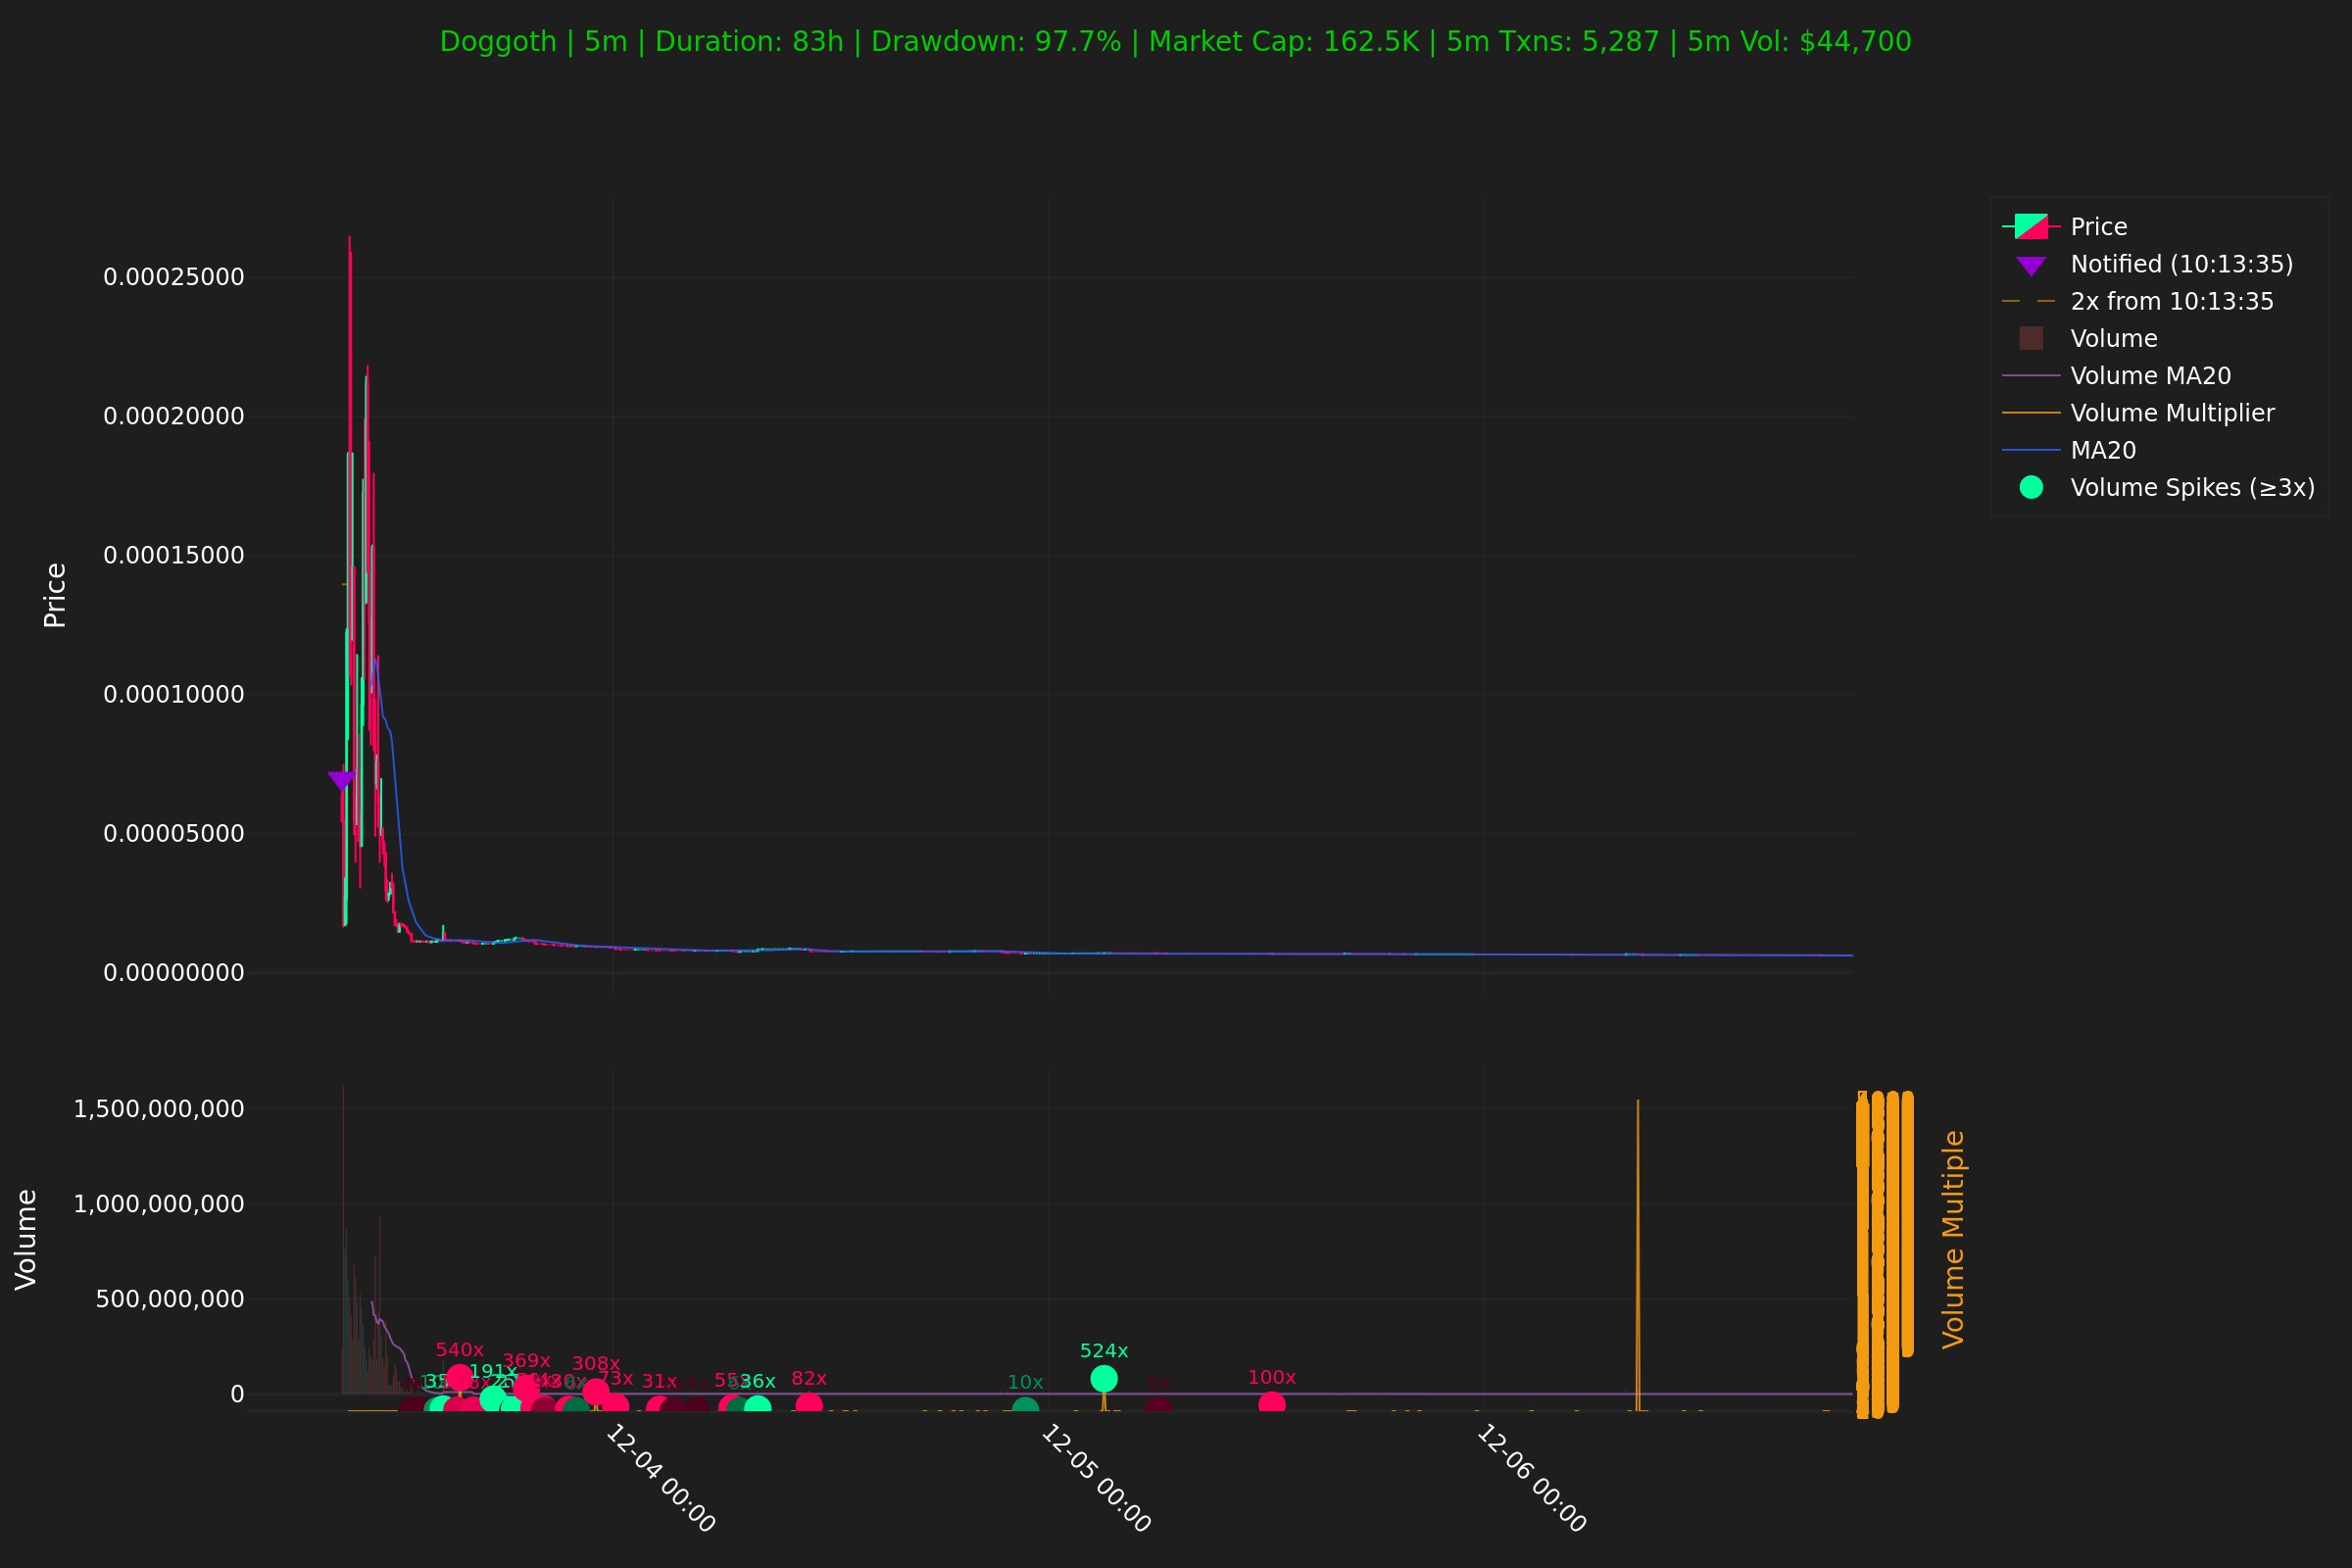 Doggoth | 5m | Duration: 83h | Drawdown: 97.7% | Market Cap: 162.5K | 5m Txns: 5,287 | 5m Vol: $44,700
Price
Notified (10:13:35)
2x from 10:13:35
Volume
Volume MA20
Volume Multiplier
MA20
Volume Spikes (≥3x)
Price
0.00025000
0.00020000
0.00015000
0.00010000
0.00005000
0.00000000
Volume
1,500,000,000
1,000,000,000
500,000,000
0
540x
191x
369x
308x
73x
31x
36x
82x
10x
524x
100x
Volume Multiple
12-04 00:00
12-05 00:00
12-06 00:00